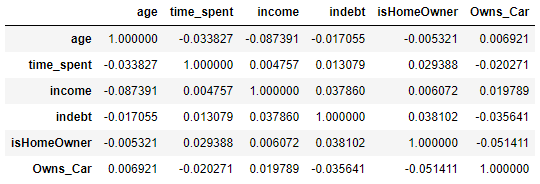 age time_spent income indebt isHomeOwner Owns_Car
age 1.000000 -0.033827 -0.087391 -0.017055 -0.005321 0.006921
time_spent -0.033827 1.000000 0.004757 0.013079 0.029388 -0.020271
income -0.087391 0.004757 1.000000 0.037860 0.006072 0.019789
indebt -0.017055 0.013079 0.037860 1.000000 0.038102 -0.035641
isHomeOwner -0.005321 0.029388 0.006072 0.038102 1.000000 -0.051411
Owns_Car 0.006921 -0.020271 0.019789 -0.035641 -0.051411 1.000000